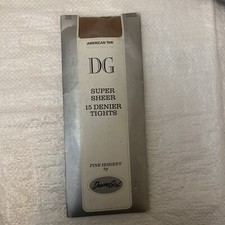 AMERICAN TAN
DG
SUPER
SHEER
15 DENIER
TIGHTS
FINE HOSIERY
by